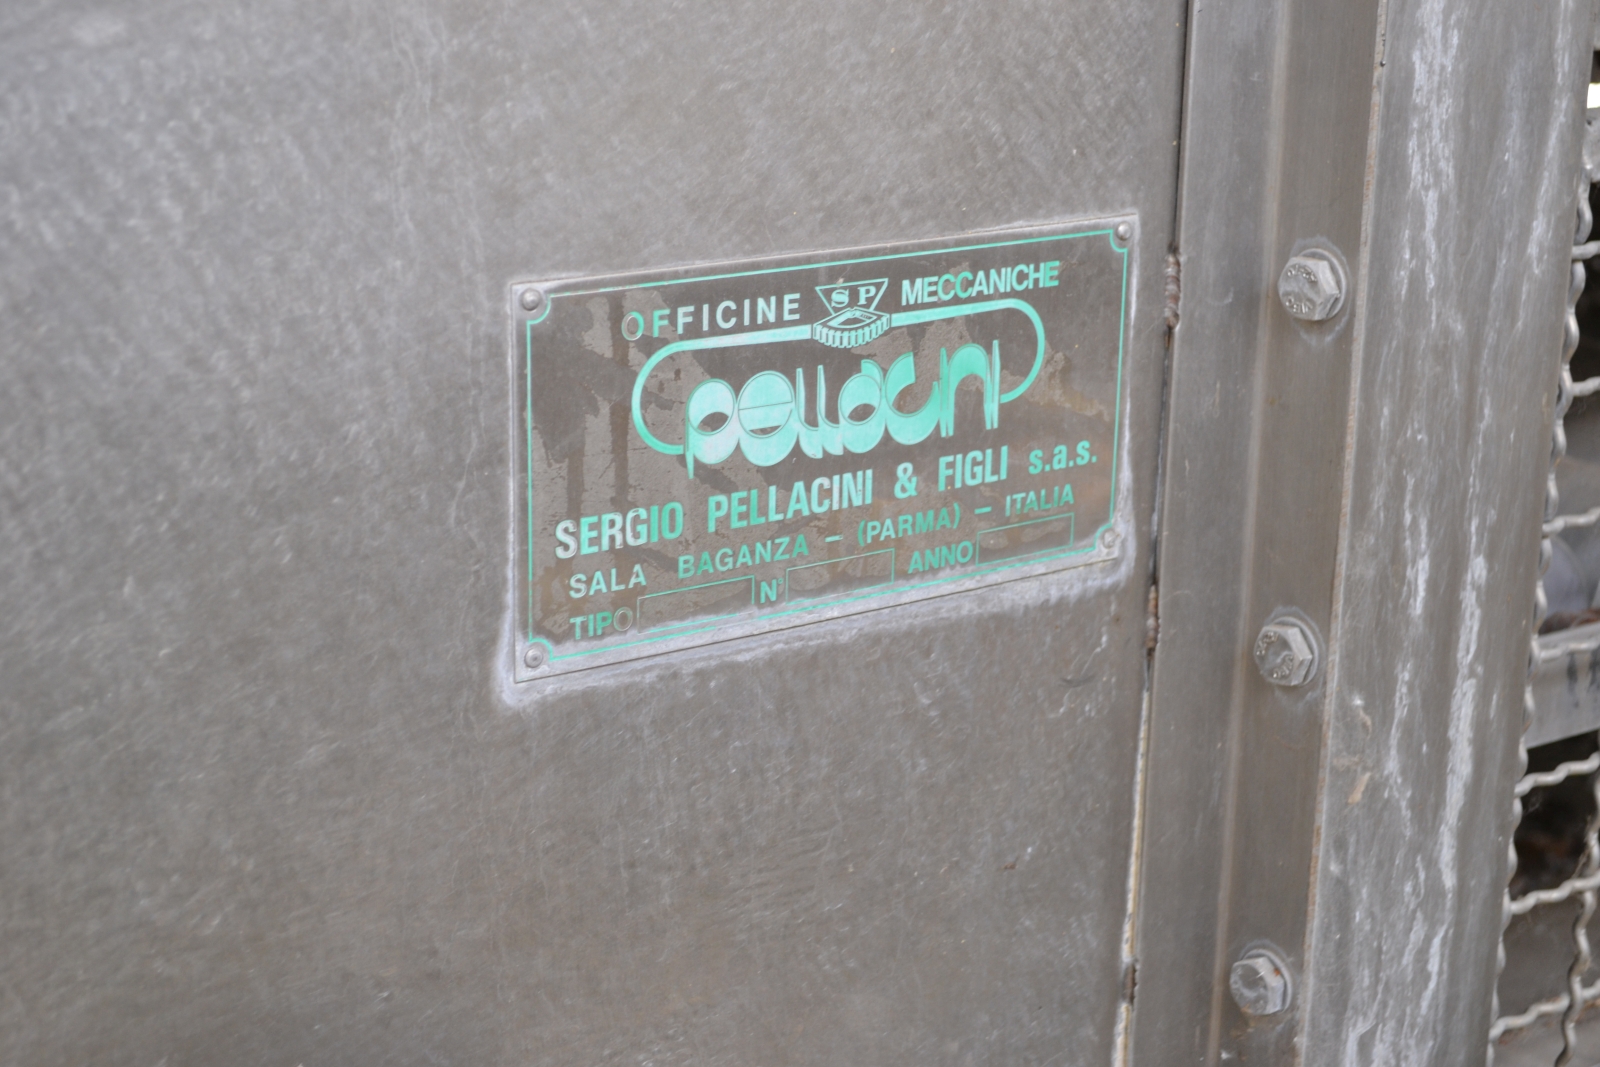 OFFICINE SP MECCANICHE
pellacini
SERGIO PELLACINI & FIGLI s.a.s.
SALA BAGANZA - (PARMA) - ITALIA
TIPO N° ANNO